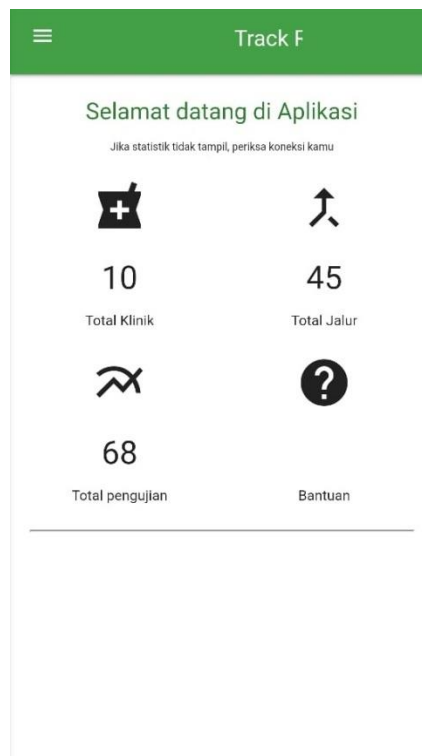 Track F
Selamat datang di Aplikasi
Jika statistik tidak tampil, periksa koneksi kamu
10
45
Total Klinik
Total Jalur
68
Total pengujian
Bantuan